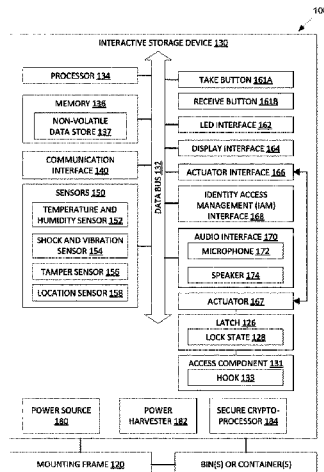 INTERACTIVE STORAGE DEVICE 130
PROCESSOR 134
MEMORY 136
NON-VOLATILE
DATA STORE 137
COMMUNICATION
INTERFACE 140
SENSORS 150
TEMPERATURE AND
HUMIDITY SENSOR 152
SHOCK AND VIBRATION
SENSOR 154
TAMPER SENSOR 156
LOCATION SENSOR 158
DATA BUS 132
TAKE BUTTON 161A
RECEIVE BUTTON 161B
LED INTERFACE 162
DISPLAY INTERFACE 164
ACTUATOR INTERFACE 166
IDENTITY ACCESS
MANAGEMENT (IAM)
INTERFACE 168
AUDIO INTERFACE 170
MICROPHONE 172
SPEAKER 174
ACTUATOR 167
LATCH 126
LOCK STATE 128
ACCESS COMPONENT 131
HOOK 133
POWER SOURCE
180
POWER
HARVESTER 182
SECURE CRYPTO-
PROCESSOR 184
MOUNTING FRAME 120
BIN(S) OR CONTAINER(S)